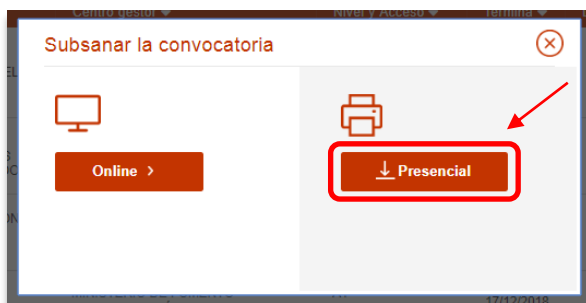 Centro gestor
Nivel y Acceso
Termina
Subsanar la convocatoria
Online >
Presencial
17/12/2018